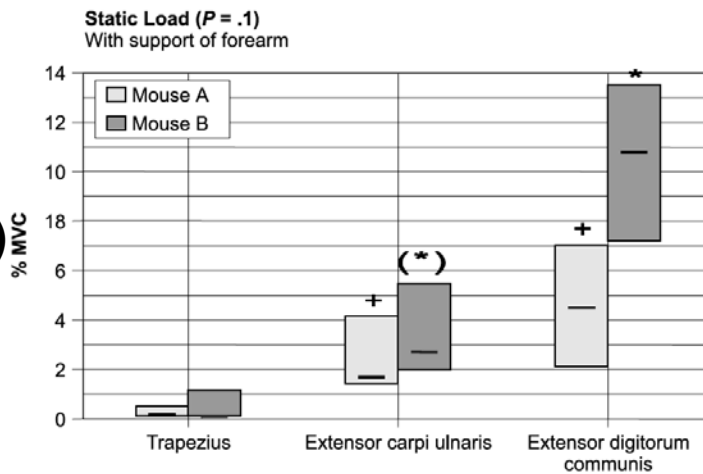 Static Load (P = .1)
With support of forearm
14
Mouse A
Mouse B
12
10
18
6
4
2
0
% MVC
+
(*)
+
*
Trapezius
Extensor carpi ulnaris
Extensor digitorum
communis